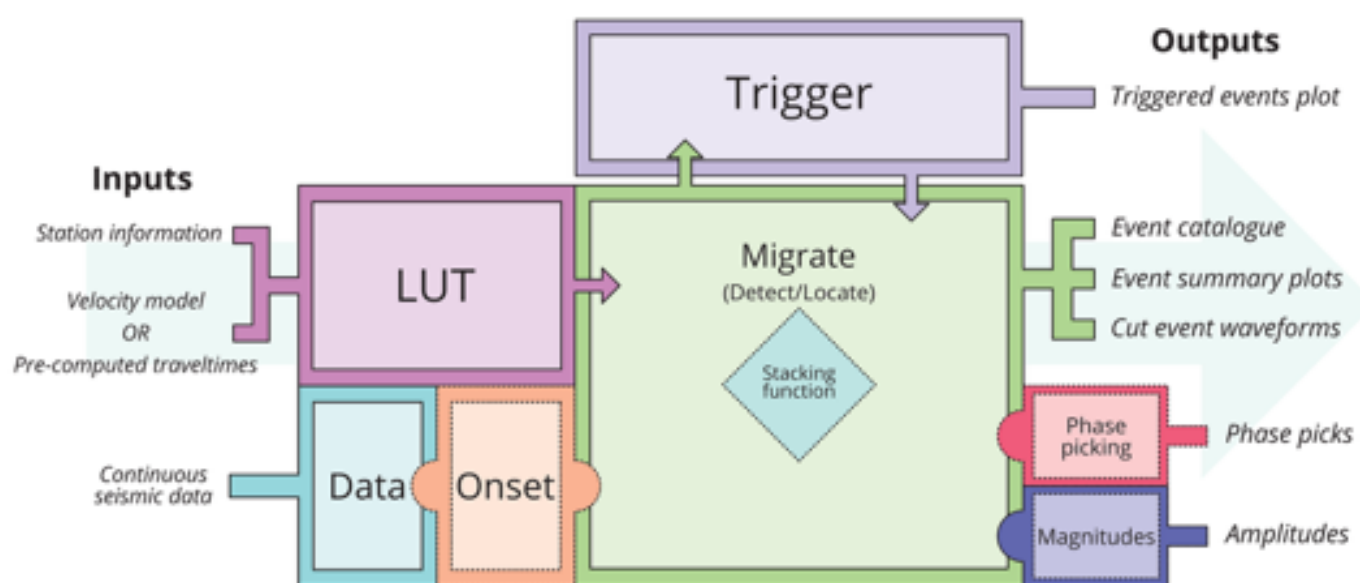 Inputs
Station information
Velocity model
OR
Pre-computed traveltimes
Continuous
seismic data
LUT
Data
Onset
Trigger
Migrate
(Detect/Locate)
Stacking
function
Phase
picking
Magnitudes
Outputs
Triggered events plot
Event catalogue
Event summary plots
Cut event waveforms
Phase picks
Amplitudes